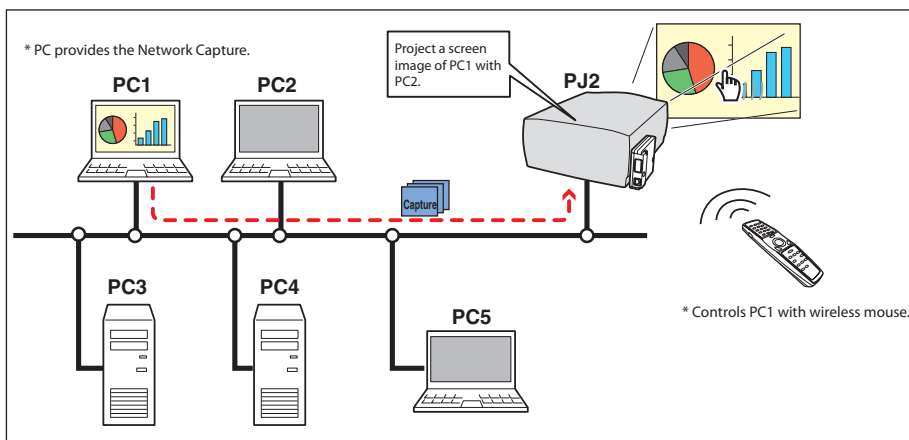 * PC provides the Network Capture.
PC1
PC2
Project a screen
image of PC1 with
PC2.
PJ2
Capture
PC3
PC4
PC5
* Controls PC1 with wireless mouse.